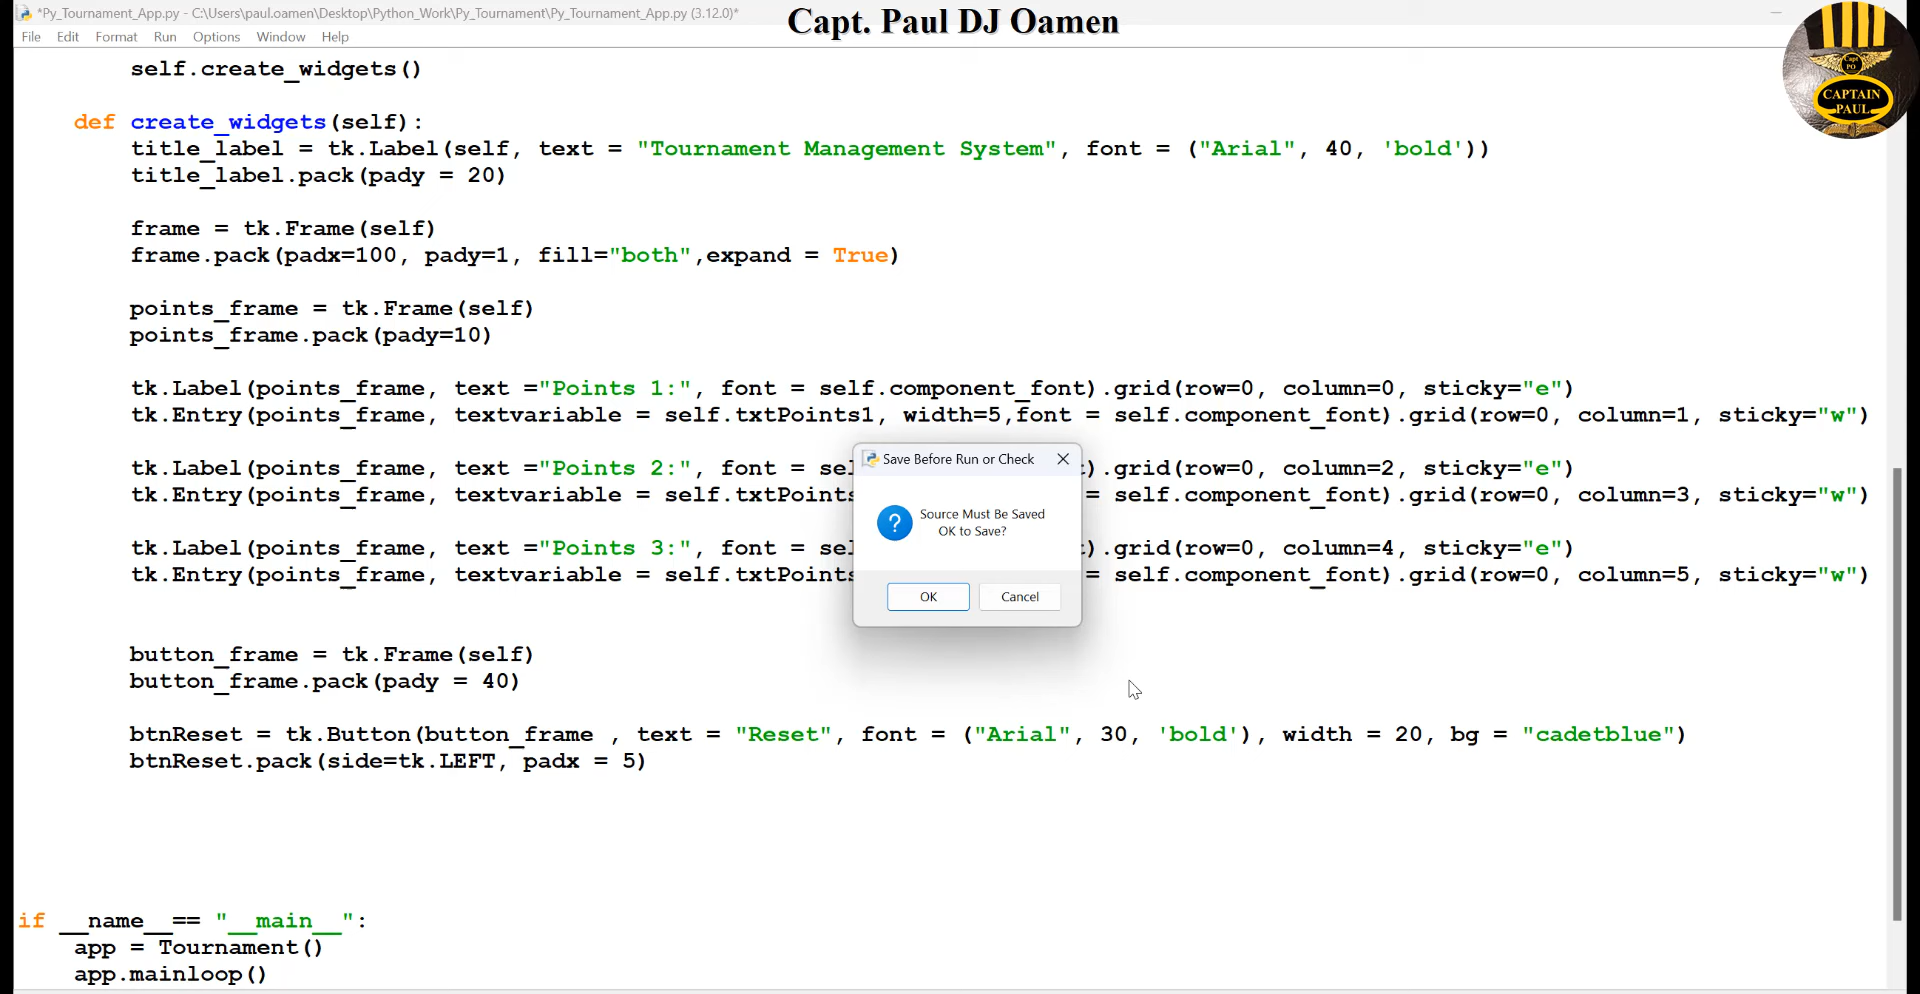 *Py_Tournament_App.py - C:\Users\paul.oamen\Desktop\Python_Work\Py_Tournament\Py_Tournament_App.py (3.12.0)*
Capt. Paul DJ Oamen
File Edit Format Run Options Window Help
Capt
PO
CAPTAIN
PAUL
self.create_widgets()
def create_widgets(self):
title_label = tk.Label(self, text = "Tournament Management System", font = ("Arial", 40, 'bold'))
title_label.pack(pady = 20)
frame = tk.Frame(self)
frame.pack(padx=100, pady=1, fill="both",expand = True)
points_frame = tk.Frame(self)
points_frame.pack(pady=10)
tk.Label(points_frame, text ="Points 1:", font = self.component_font).grid(row=0, column=0, sticky="e")
tk.Entry(points_frame, textvariable = self.txtPoints1, width=5,font = self.component_font).grid(row=0, column=1, sticky="w")
tk.Label(points_frame, text ="Points 2:", font = sel ).grid(row=0, column=2, sticky="e")
tk.Entry(points_frame, textvariable = self.txtPoints = self.component_font).grid(row=0, column=3, sticky="w")
tk.Label(points_frame, text ="Points 3:", font = sel ).grid(row=0, column=4, sticky="e")
tk.Entry(points_frame, textvariable = self.txtPoints = self.component_font).grid(row=0, column=5, sticky="w")
Save Before Run or Check
Source Must Be Saved
OK to Save?
OK Cancel
button_frame = tk.Frame(self)
button_frame.pack(pady = 40)
btnReset = tk.Button(button_frame , text = "Reset", font = ("Arial", 30, 'bold'), width = 20, bg = "cadetblue")
btnReset.pack(side=tk.LEFT, padx = 5)
if __name__== "__main__":
app = Tournament()
app.mainloop()